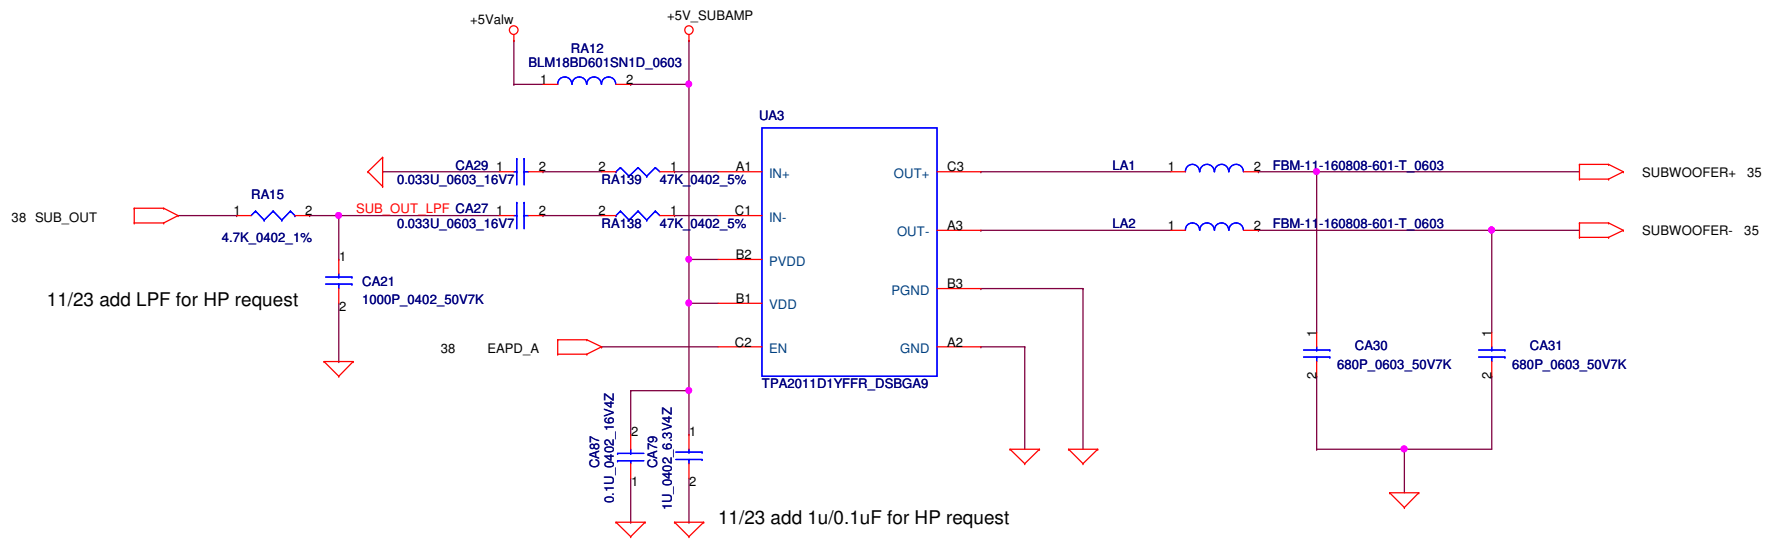 +5Valw
+5V_SUBAMP
RA12
BLM18BD601SN1D_0603
1 2
UA3
CA29 1 2 2 1 A1 IN+
0.033U_0603_16V7 RA139 47K_0402_5%
OUT+ C3 LA1 1 2 FBM-11-160808-601-T_0603 SUBWOOFER+ 35
RA15
38 SUB_OUT 1 2 SUB_OUT_LPF CA27 1 2 2 1 C1 IN-
4.7K_0402_1% 0.033U_0603_16V7 RA138 47K_0402_5%
OUT- A3 LA2 1 2 FBM-11-160808-601-T_0603 SUBWOOFER- 35
1
CA21
1000P_0402_50V7K
2
11/23 add LPF for HP request
B2 PVDD
PGND B3
B1 VDD
38 EAPD_A C2 EN
GND A2
TPA2011D1YFFR_DSBGA9
1
CA30
680P_0603_50V7K
2
1
CA31
680P_0603_50V7K
2
CA87
0.1U_0402_16V4Z
2
1
CA79
1U_0402_6.3V4Z
1
2
11/23 add 1u/0.1uF for HP request